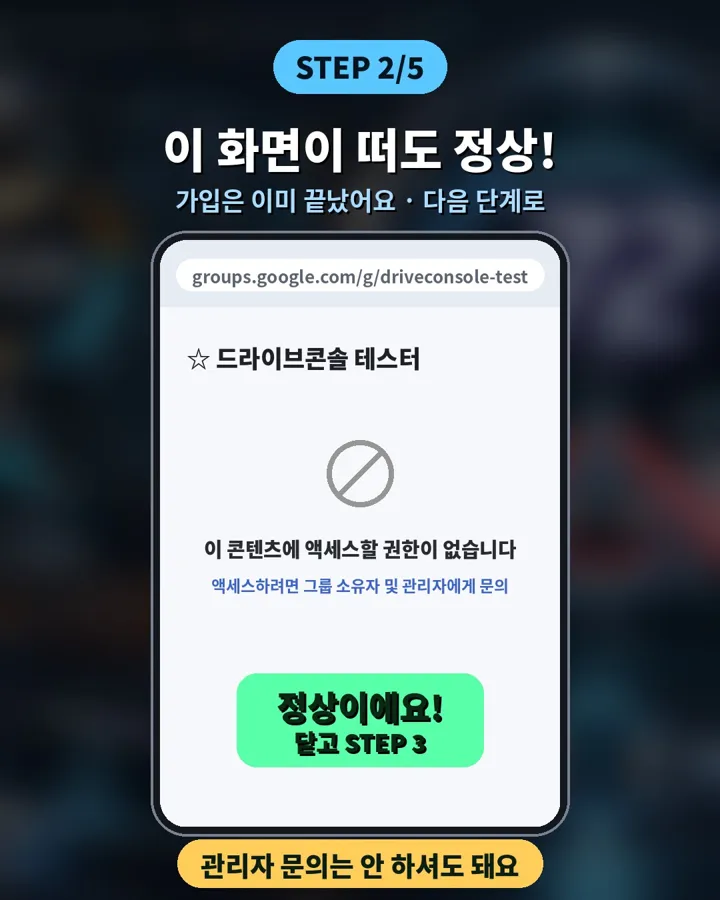 STEP 2/5
이 화면이 떠도 정상!
가입은 이미 끝났어요 · 다음 단계로
groups.google.com/g/driveconsole-test
☆ 드라이브콘솔 테스터
이 콘텐츠에 액세스할 권한이 없습니다
액세스하려면 그룹 소유자 및 관리자에게 문의
정상이에요!
닫고 STEP 3
관리자 문의는 안 하셔도 돼요